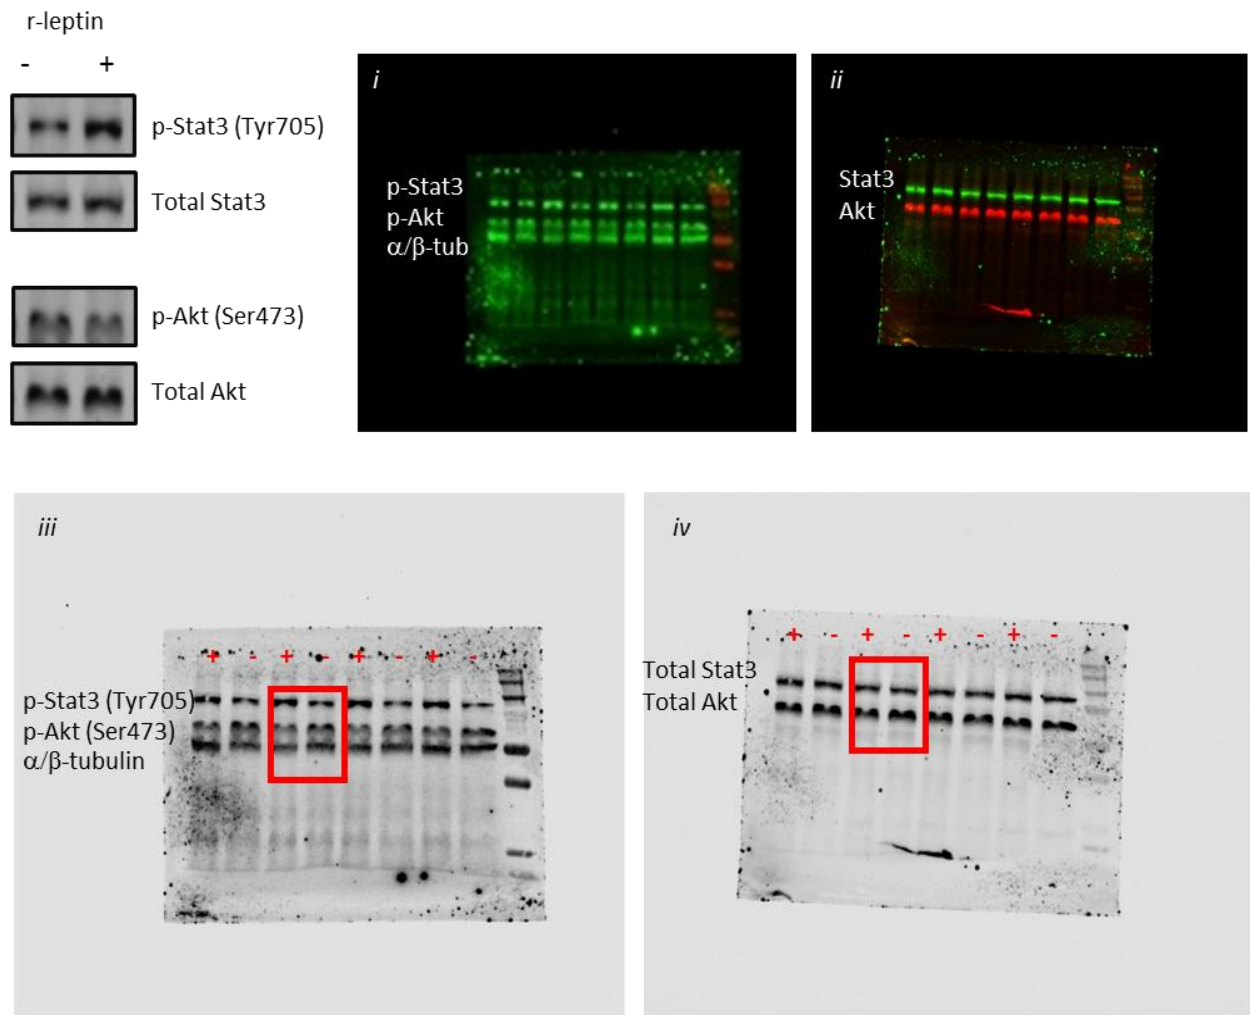 r-leptin
- +
p-Stat3 (Tyr705)
Total Stat3
p-Akt (Ser473)
Total Akt
i
p-Stat3
p-Akt
α/β-tub
ii
Stat3
Akt
iii
+ - + - + - + -
p-Stat3 (Tyr705)
p-Akt (Ser473)
α/β-tubulin
iv
+ - + - + - + -
Total Stat3
Total Akt